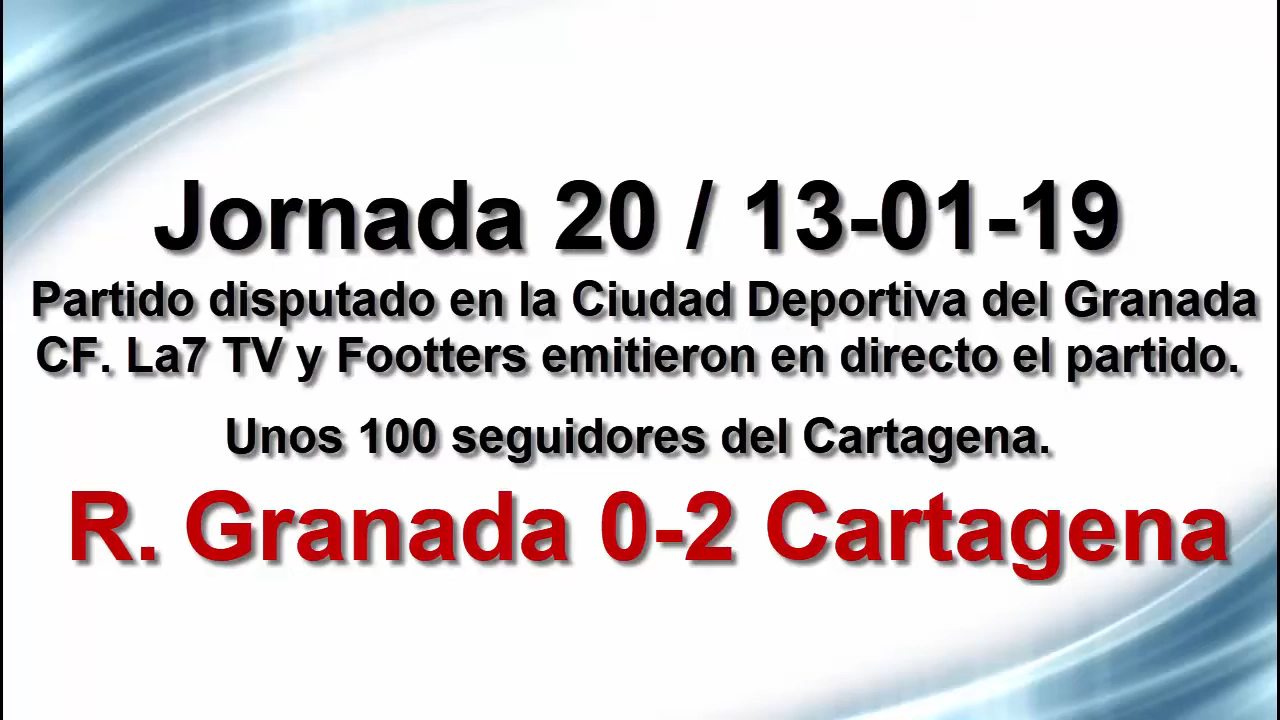 Jornada 20 / 13-01-19
Partido disputado en la Ciudad Deportiva del Granada
CF. La7 TV y Footters emitieron en directo el partido.
Unos 100 seguidores del Cartagena.
R. Granada 0-2 Cartagena